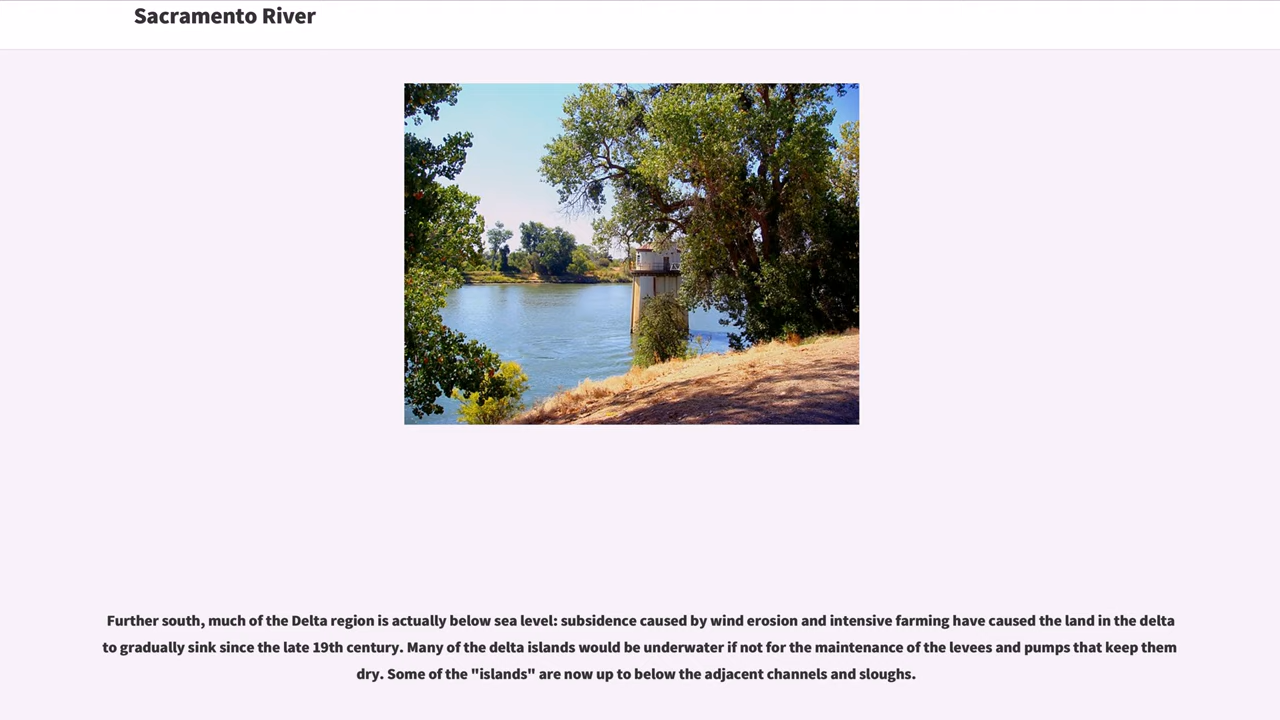 Sacramento River
Further south, much of the Delta region is actually below sea level: subsidence caused by wind erosion and intensive farming have caused the land in the delta
to gradually sink since the late 19th century. Many of the delta islands would be underwater if not for the maintenance of the levees and pumps that keep them
dry. Some of the "islands" are now up to below the adjacent channels and sloughs.